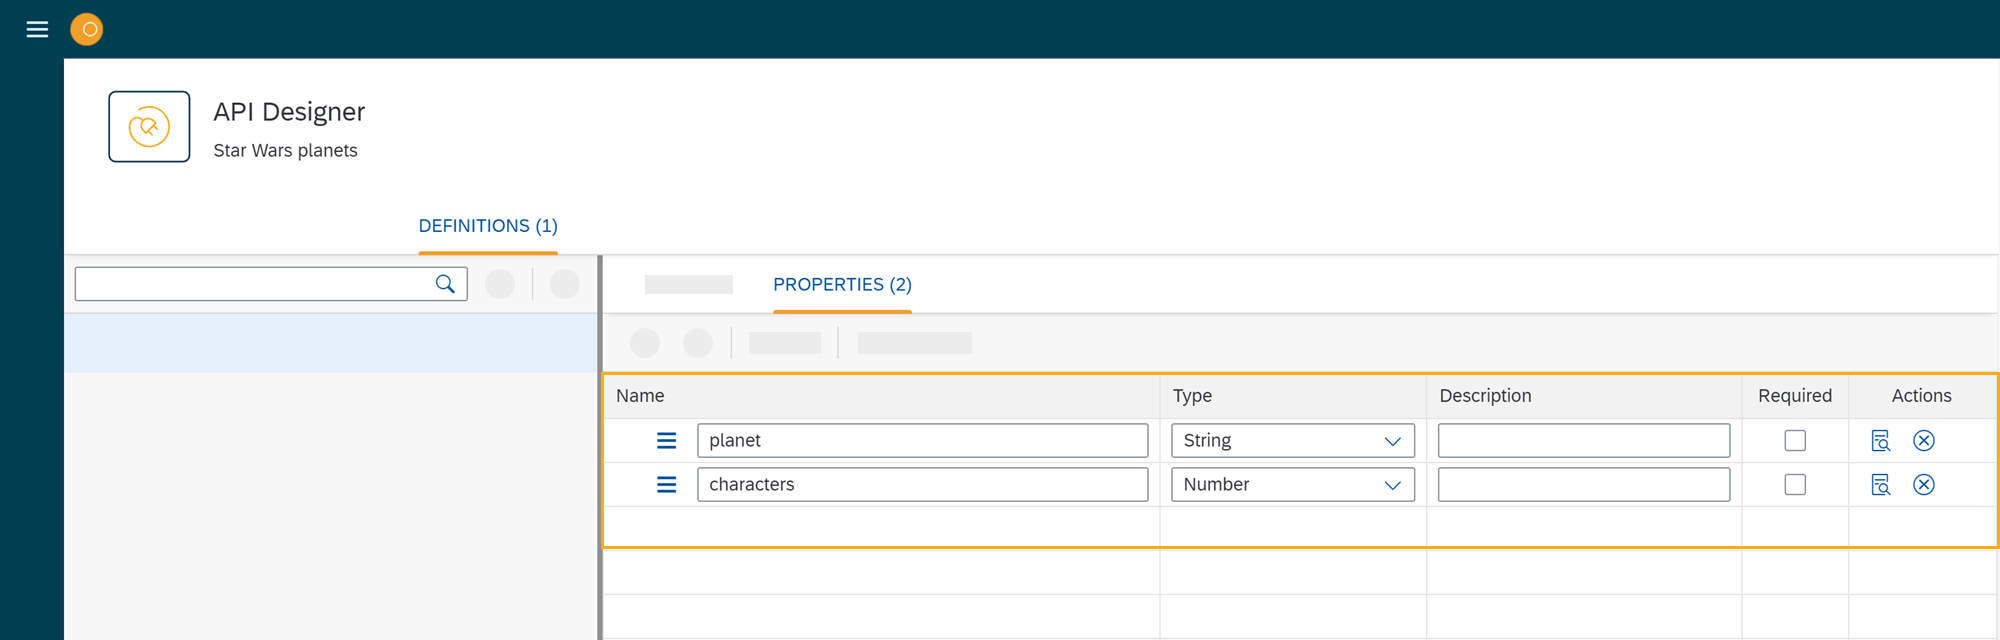 API Designer
Star Wars planets
DEFINITIONS (1)
PROPERTIES (2)
Name Type Description Required Actions
planet String
characters Number